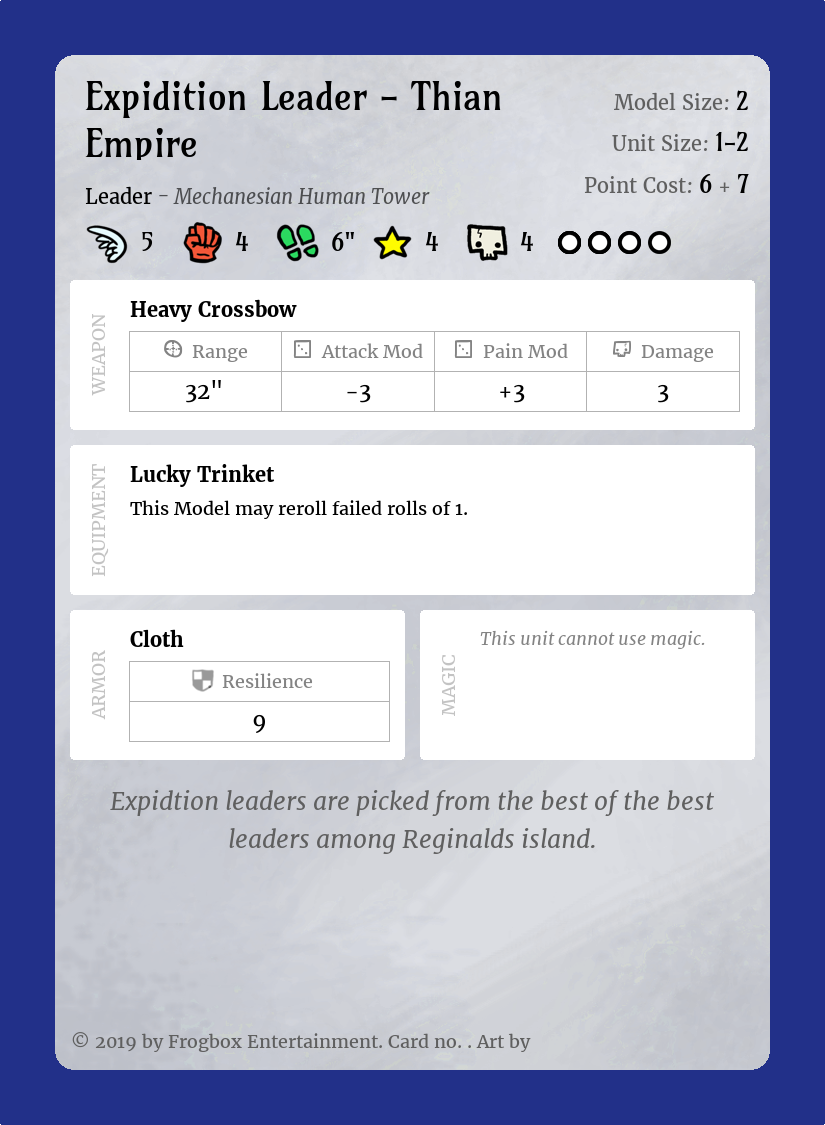 Expidition Leader – Thian
Empire
Model Size: 2
Unit Size: 1–2
Point Cost: 6 + 7
Leader – Mechanesian Human Tower
5 4 6" 4 4
WEAPON
Heavy Crossbow
Range Attack Mod Pain Mod Damage
32" -3 +3 3
EQUIPMENT
Lucky Trinket
This Model may reroll failed rolls of 1.
ARMOR
Cloth
Resilience
9
MAGIC
This unit cannot use magic.
Expidtion leaders are picked from the best of the best
leaders among Reginalds island.
© 2019 by Frogbox Entertainment. Card no. . Art by